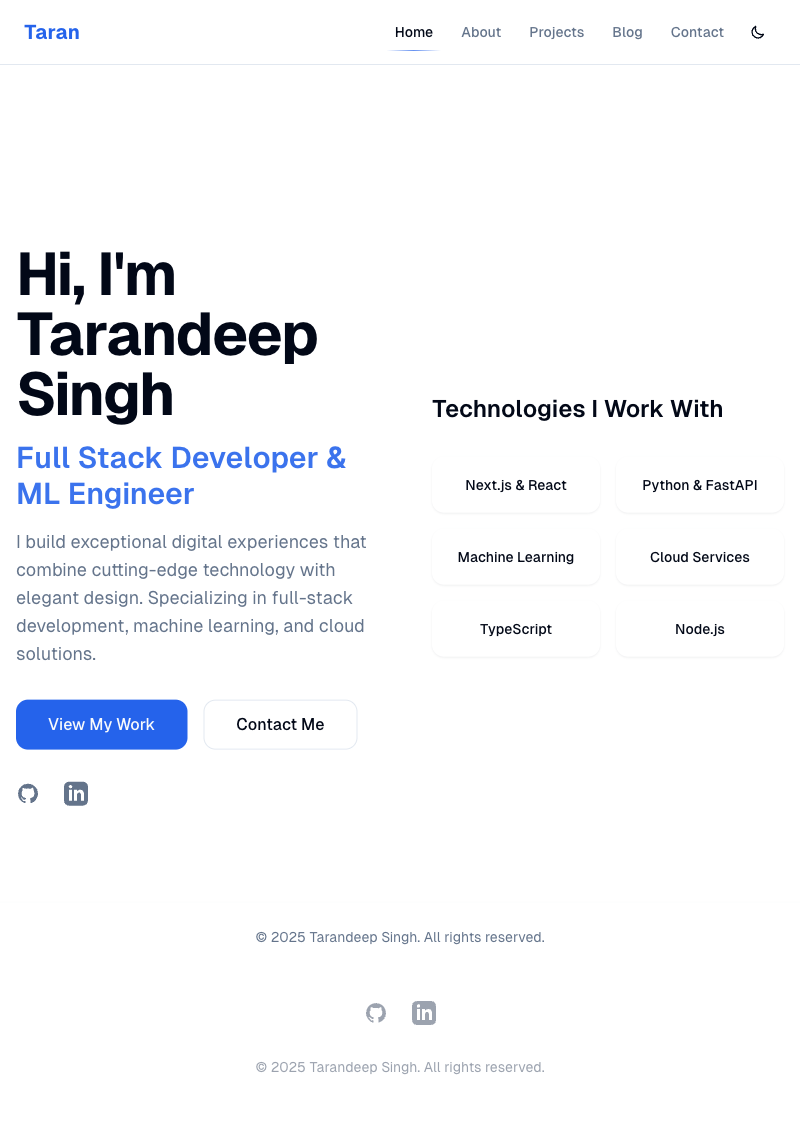 Taran
Home
About
Projects
Blog
Contact
Hi, I'm
Tarandeep
Singh
Full Stack Developer &
ML Engineer
I build exceptional digital experiences that
combine cutting-edge technology with
elegant design. Specializing in full-stack
development, machine learning, and cloud
solutions.
View My Work
Contact Me
Technologies I Work With
Next.js & React
Python & FastAPI
Machine Learning
Cloud Services
TypeScript
Node.js
© 2025 Tarandeep Singh. All rights reserved.
© 2025 Tarandeep Singh. All rights reserved.